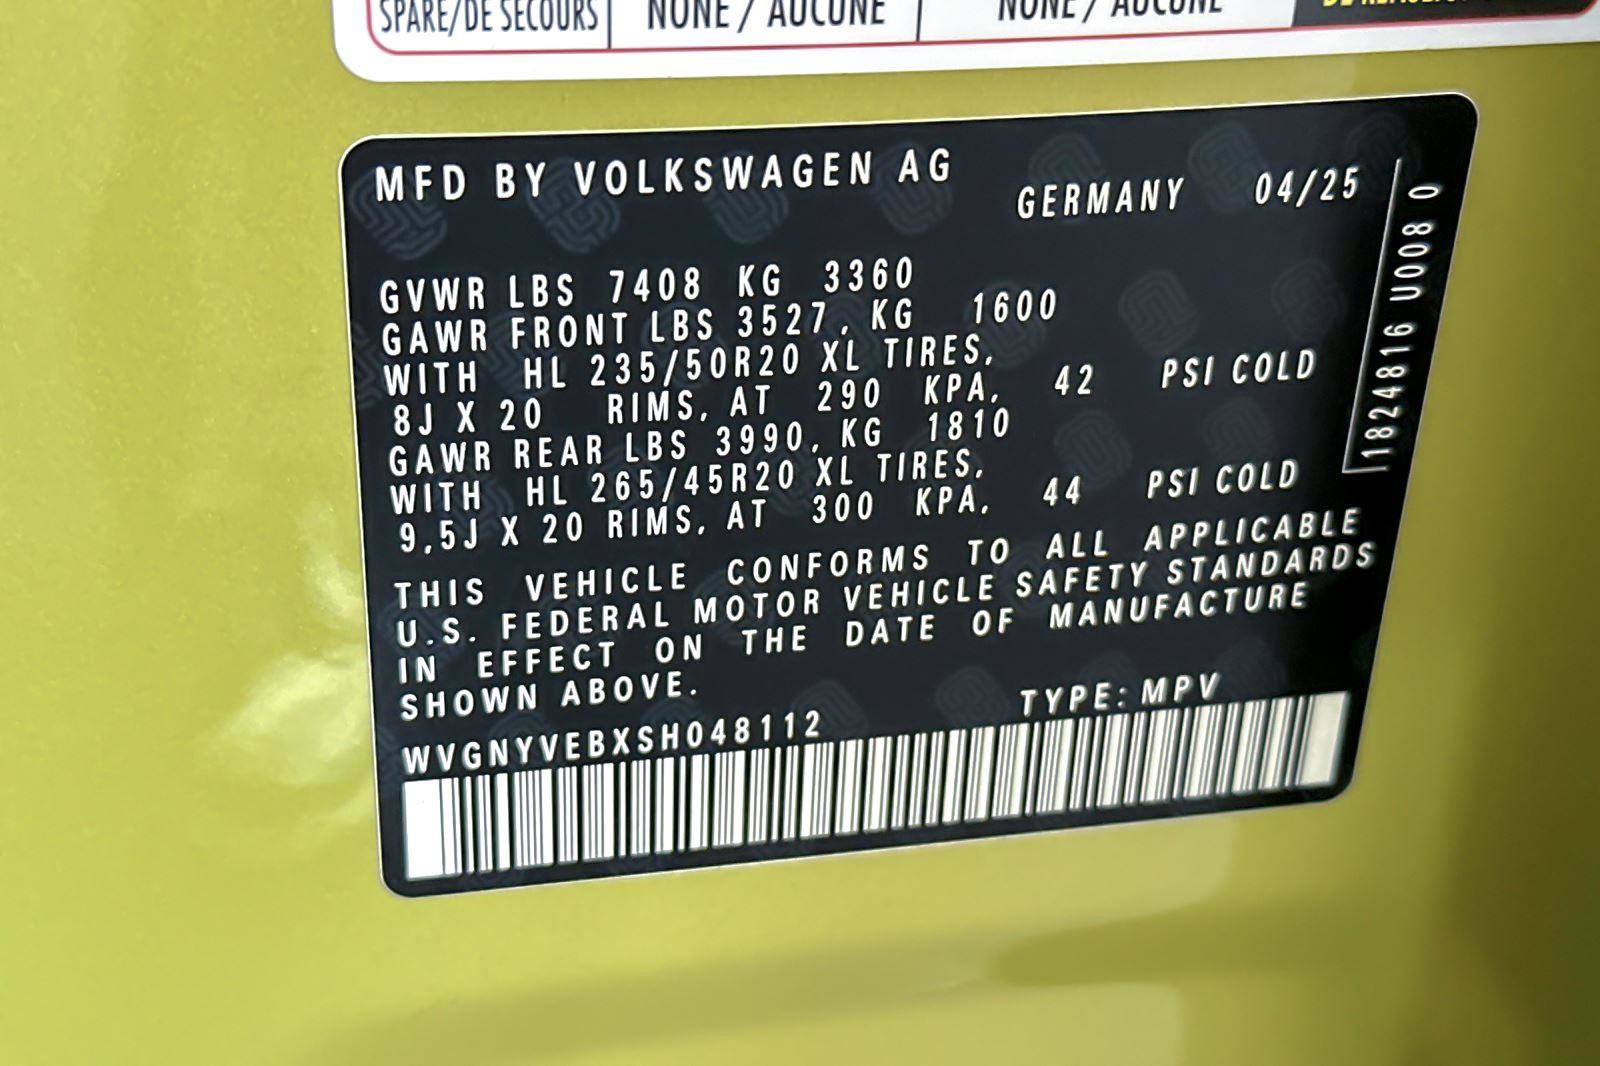 SPARE/DE SECOURS NONE / AUCUNE NONE / AUCUNE
MFD BY VOLKSWAGEN AG GERMANY 04/25
GVWR LBS 7408 KG 3360
GAWR FRONT LBS 3527, KG 1600
WITH HL 235/50R20 XL TIRES,
8J X 20 RIMS, AT 290 KPA, 42 PSI COLD
GAWR REAR LBS 3990, KG 1810
WITH HL 265/45R20 XL TIRES,
9,5J X 20 RIMS, AT 300 KPA, 44 PSI COLD
THIS VEHICLE CONFORMS TO ALL APPLICABLE
U.S. FEDERAL MOTOR VEHICLE SAFETY STANDARDS
IN EFFECT ON THE DATE OF MANUFACTURE
SHOWN ABOVE.
WVGNYVEBXSH048112 TYPE: MPV
1824816 U008 0